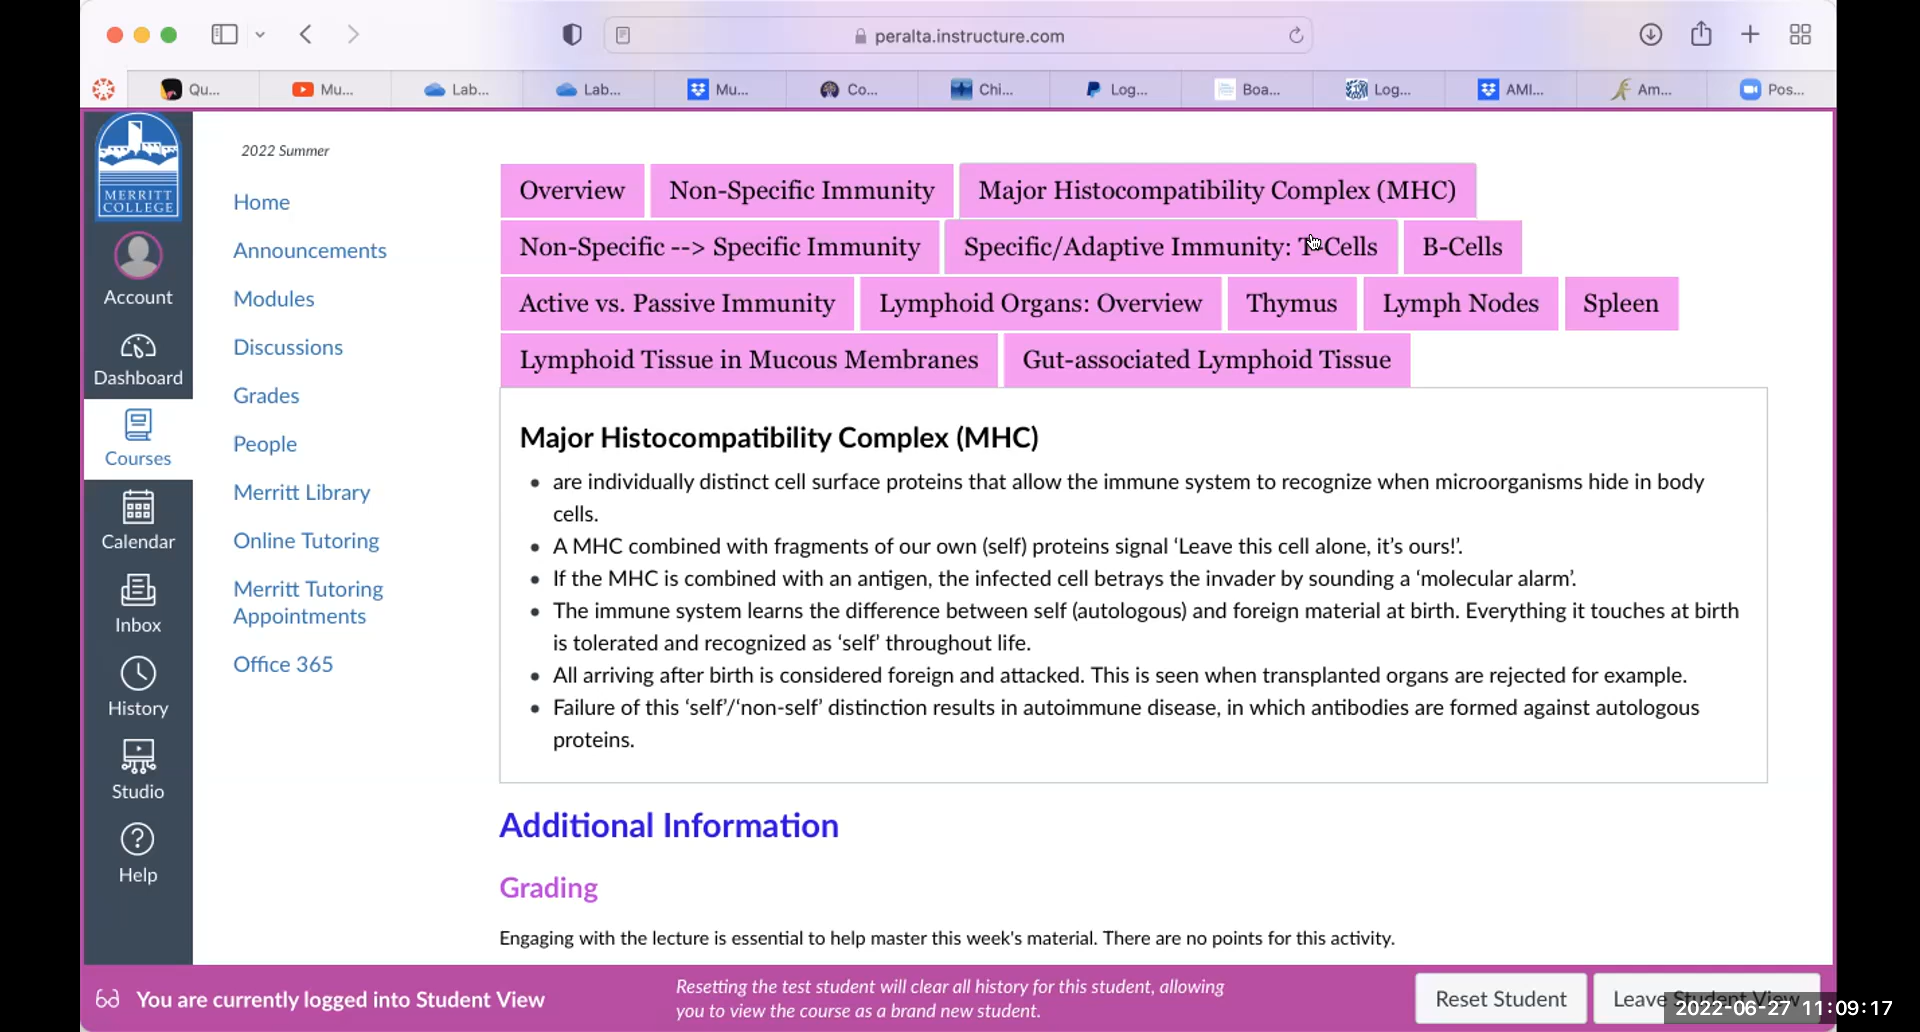 peralta.instructure.com
Qu... Mu... Lab... Lab... Mu... Co... Chi... Log... Boa... Log... AMI... Am... Pos...
MERRITT
COLLEGE
Account
Dashboard
Courses
Calendar
Inbox
History
Studio
Help
2022 Summer
Home
Announcements
Modules
Discussions
Grades
People
Merritt Library
Online Tutoring
Merritt Tutoring
Appointments
Office 365
Overview Non-Specific Immunity Major Histocompatibility Complex (MHC)
Non-Specific --> Specific Immunity Specific/Adaptive Immunity: T-Cells B-Cells
Active vs. Passive Immunity Lymphoid Organs: Overview Thymus Lymph Nodes Spleen
Lymphoid Tissue in Mucous Membranes Gut-associated Lymphoid Tissue
Major Histocompatibility Complex (MHC)
• are individually distinct cell surface proteins that allow the immune system to recognize when microorganisms hide in body
cells.
• A MHC combined with fragments of our own (self) proteins signal ‘Leave this cell alone, it’s ours!’.
• If the MHC is combined with an antigen, the infected cell betrays the invader by sounding a ‘molecular alarm’.
• The immune system learns the difference between self (autologous) and foreign material at birth. Everything it touches at birth
is tolerated and recognized as ‘self’ throughout life.
• All arriving after birth is considered foreign and attacked. This is seen when transplanted organs are rejected for example.
• Failure of this ‘self’/‘non-self’ distinction results in autoimmune disease, in which antibodies are formed against autologous
proteins.
Additional Information
Grading
Engaging with the lecture is essential to help master this week's material. There are no points for this activity.
You are currently logged into Student View
Resetting the test student will clear all history for this student, allowing
you to view the course as a brand new student.
Reset Student
Leave Student View
2022-06-27 11:09:17